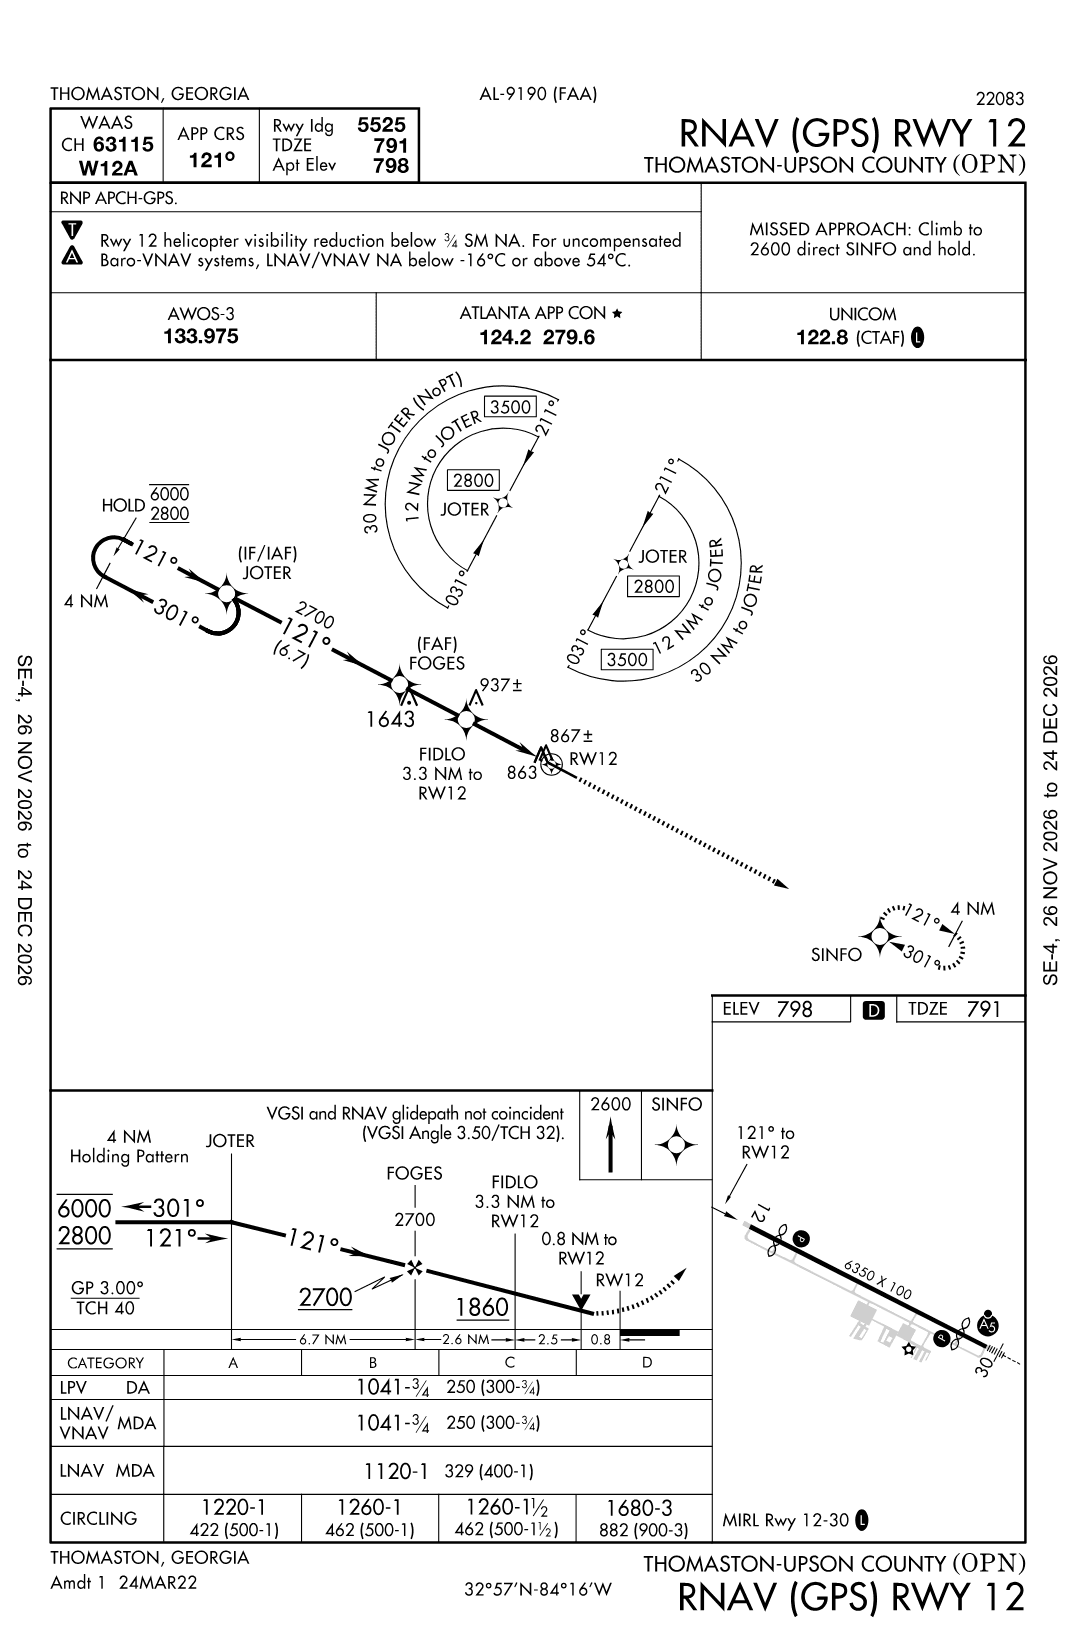 THOMASTON, GEORGIA
AL-9190 (FAA)
22083
WAAS
CH 63115
W12A
APP CRS
121°
Rwy Idg 5525
TDZE 791
Apt Elev 798
RNAV (GPS) RWY 12
THOMASTON-UPSON COUNTY (OPN)
RNP APCH-GPS.
T
A
Rwy 12 helicopter visibility reduction below ¾ SM NA. For uncompensated
Baro-VNAV systems, LNAV/VNAV NA below -16°C or above 54°C.
MISSED APPROACH: Climb to
2600 direct SINFO and hold.
AWOS-3
133.975
ATLANTA APP CON ★
124.2 279.6
UNICOM
122.8 (CTAF) L
30 NM to JOTER (NoPT)
3500
12 NM to JOTER
211°
2800
JOTER
031°
211°
JOTER
2800
12 NM to JOTER
30 NM to JOTER
031°
3500
HOLD
6000
2800
121°
301°
4 NM
(IF/IAF)
JOTER
2700
121°
(6.7)
(FAF)
FOGES
1643
937±
FIDLO
3.3 NM to
RW12
867±
863
RW12
121°
4 NM
301°
SINFO
SE-4, 26 NOV 2026 to 24 DEC 2026
SE-4, 26 NOV 2026 to 24 DEC 2026
ELEV 798
D
TDZE 791
121° to
RW12
12
P
6350 X 100
P
A5
30
MIRL Rwy 12-30 L
VGSI and RNAV glidepath not coincident
(VGSI Angle 3.50/TCH 32).
2600
SINFO
4 NM
Holding Pattern
JOTER
6000
2800
301°
121°
GP 3.00°
TCH 40
121°
FOGES
2700
2700
FIDLO
3.3 NM to
RW12
1860
0.8 NM to
RW12
RW12
6.7 NM
2.6 NM
2.5
0.8
CATEGORY A B C D
LPV DA 1041-¾ 250 (300-¾)
LNAV/
VNAV MDA 1041-¾ 250 (300-¾)
LNAV MDA 1120-1 329 (400-1)
CIRCLING
1220-1
422 (500-1)
1260-1
462 (500-1)
1260-1½
462 (500-1½)
1680-3
882 (900-3)
THOMASTON, GEORGIA
Amdt 1 24MAR22
32°57'N-84°16'W
THOMASTON-UPSON COUNTY (OPN)
RNAV (GPS) RWY 12